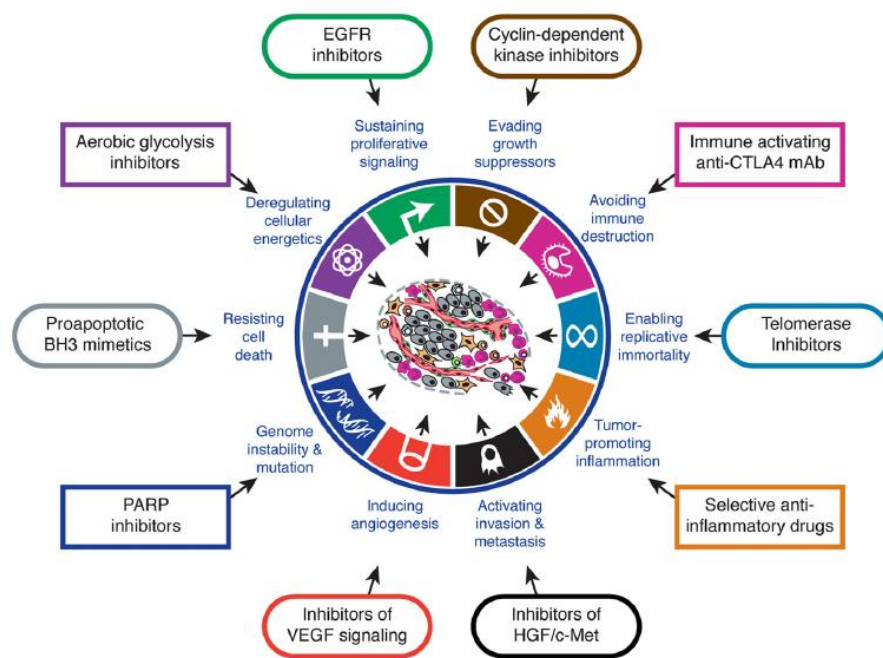 EGFR
inhibitors
Cyclin-dependent
kinase inhibitors
Sustaining
proliferative
signaling
Evading
growth
suppressors
Aerobic glycolysis
inhibitors
Immune activating
anti-CTLA4 mAb
Deregulating
cellular
energetics
Avoiding
immune
destruction
Proapoptotic
BH3 mimetics
Resisting
cell
death
Enabling
replicative
immortality
Telomerase
Inhibitors
Genome
instability &
mutation
Tumor-
promoting
inflammation
PARP
inhibitors
Inducing
angiogenesis
Activating
invasion &
metastasis
Selective anti-
inflammatory drugs
Inhibitors of
VEGF signaling
Inhibitors of
HGF/c-Met